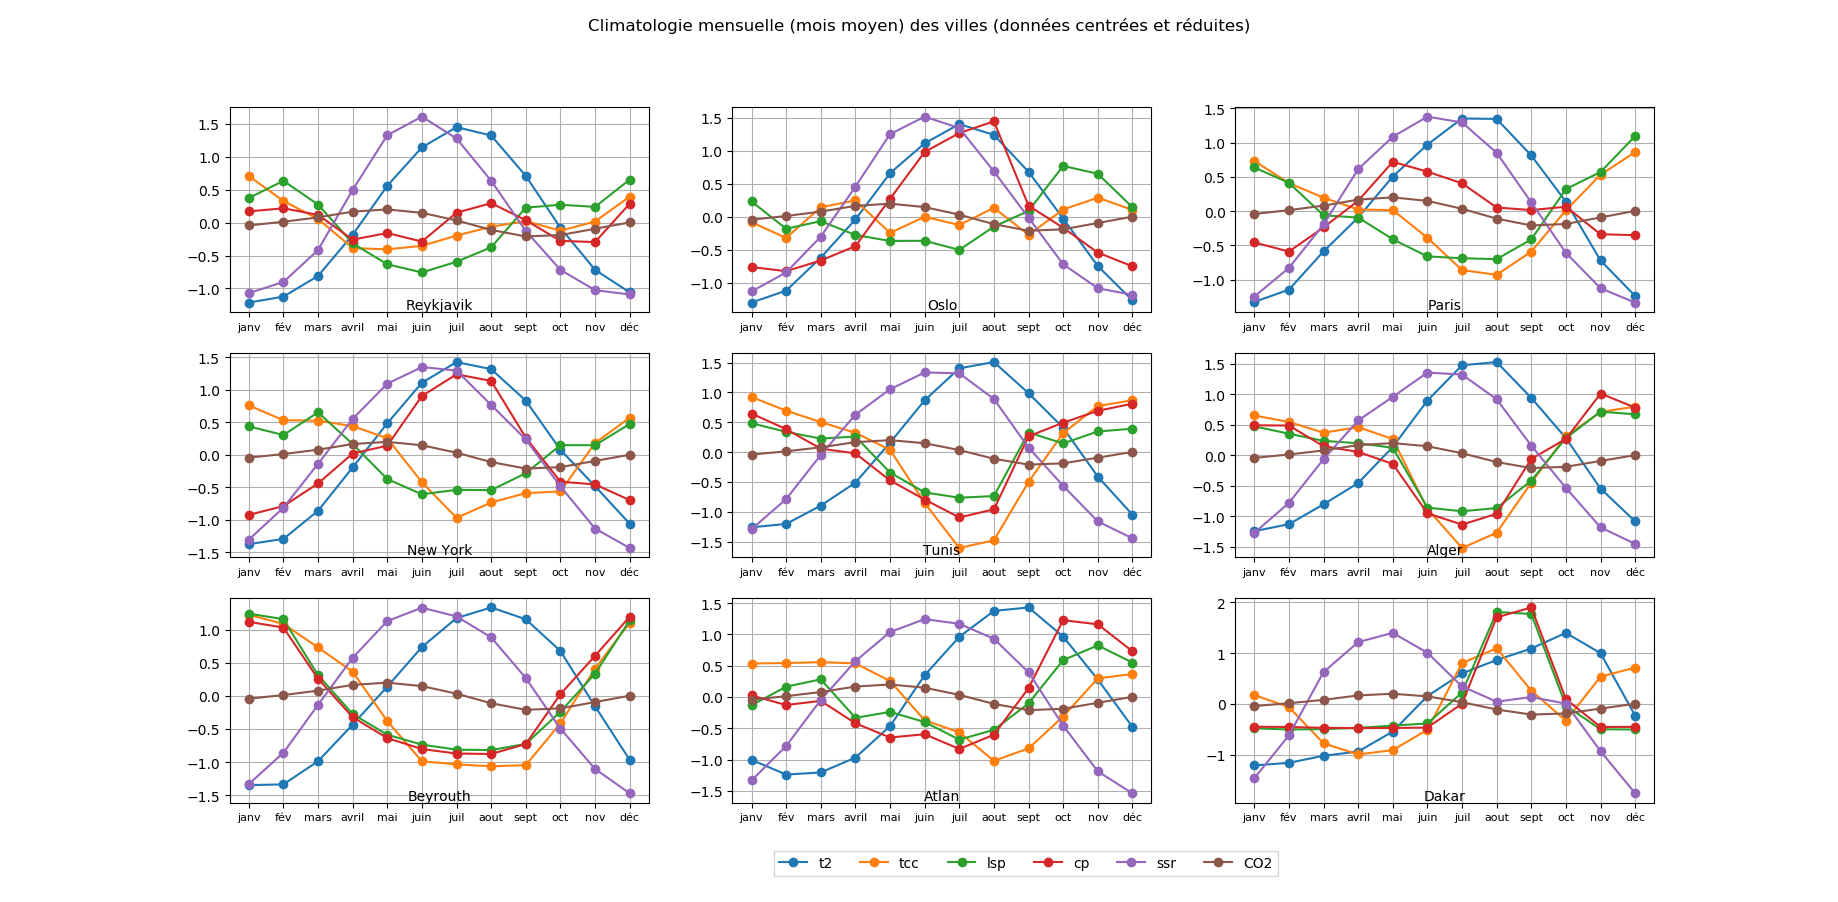 Climatologie mensuelle (mois moyen) des villes (données centrées et réduites)
1.5
1.0
0.5
0.0
−0.5
−1.0
Reykjavik
janv fév mars avril mai juin juil aout sept oct nov déc
1.5
1.0
0.5
0.0
−0.5
−1.0
Oslo
janv fév mars avril mai juin juil aout sept oct nov déc
1.5
1.0
0.5
0.0
−0.5
−1.0
Paris
janv fév mars avril mai juin juil aout sept oct nov déc
1.5
1.0
0.5
0.0
−0.5
−1.0
−1.5
New York
janv fév mars avril mai juin juil aout sept oct nov déc
1.5
1.0
0.5
0.0
−0.5
−1.0
−1.5
Tunis
janv fév mars avril mai juin juil aout sept oct nov déc
1.5
1.0
0.5
0.0
−0.5
−1.0
−1.5
Alger
janv fév mars avril mai juin juil aout sept oct nov déc
1.0
0.5
0.0
−0.5
−1.0
−1.5
Beyrouth
janv fév mars avril mai juin juil aout sept oct nov déc
1.5
1.0
0.5
0.0
−0.5
−1.0
−1.5
Atlan
janv fév mars avril mai juin juil aout sept oct nov déc
2
1
0
−1
Dakar
janv fév mars avril mai juin juil aout sept oct nov déc
t2 tcc lsp cp ssr CO2